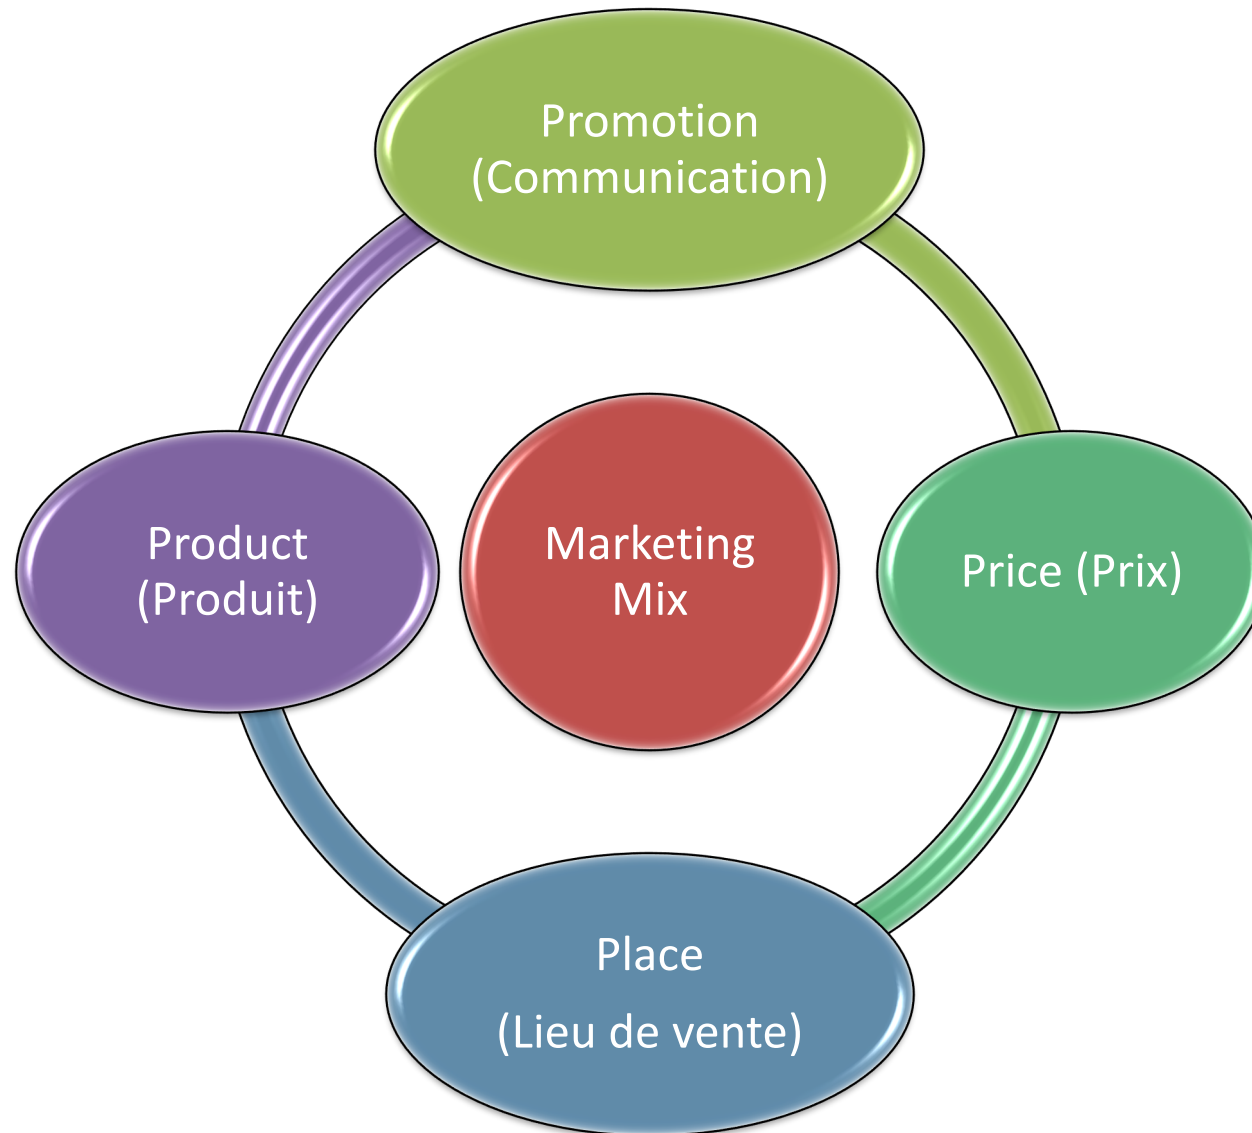 Promotion
(Communication)
Product
(Produit)
Marketing
Mix
Price (Prix)
Place
(Lieu de vente)